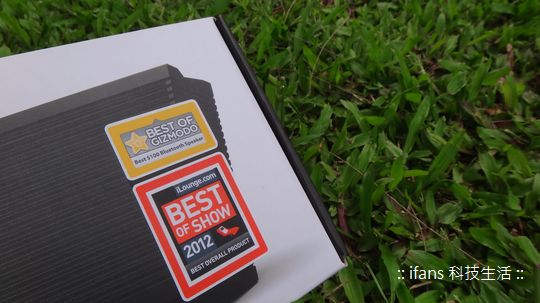 BEST OF
GIZMODO
Best $100 Bluetooth Speaker
iLounge.com
BEST
OF SHOW
2012
BEST OVERALL PRODUCT
:: ifans 科技生活 ::